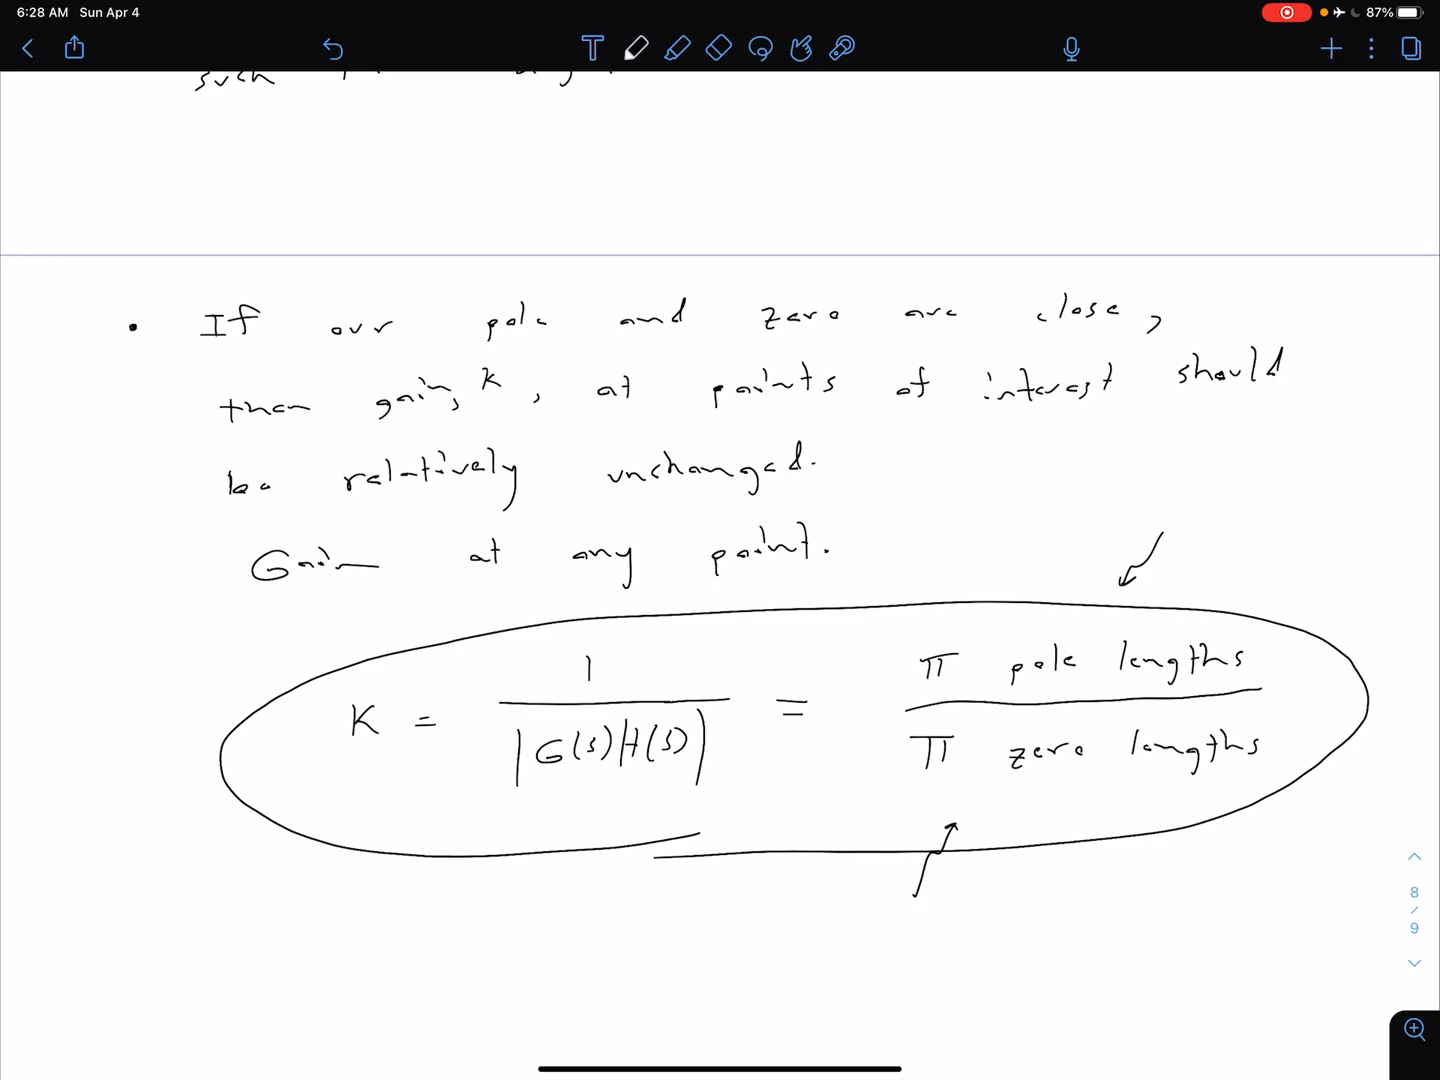 6:28 AM Sun Apr 4
87%
such
• If our pole and zero are close,
then gain, K, at points of interest should
be relatively unchanged.
Gain at any point.
K = 1 / |G(s)H(s)| = π pole lengths / π zero lengths
8
/
9